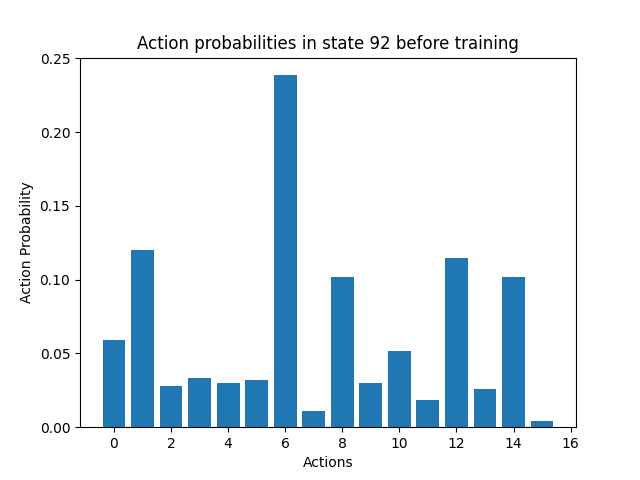 Action probabilities in state 92 before training
0.25
0.20
0.15
0.10
0.05
0.00
Action Probability
0 2 4 6 8 10 12 14 16
Actions